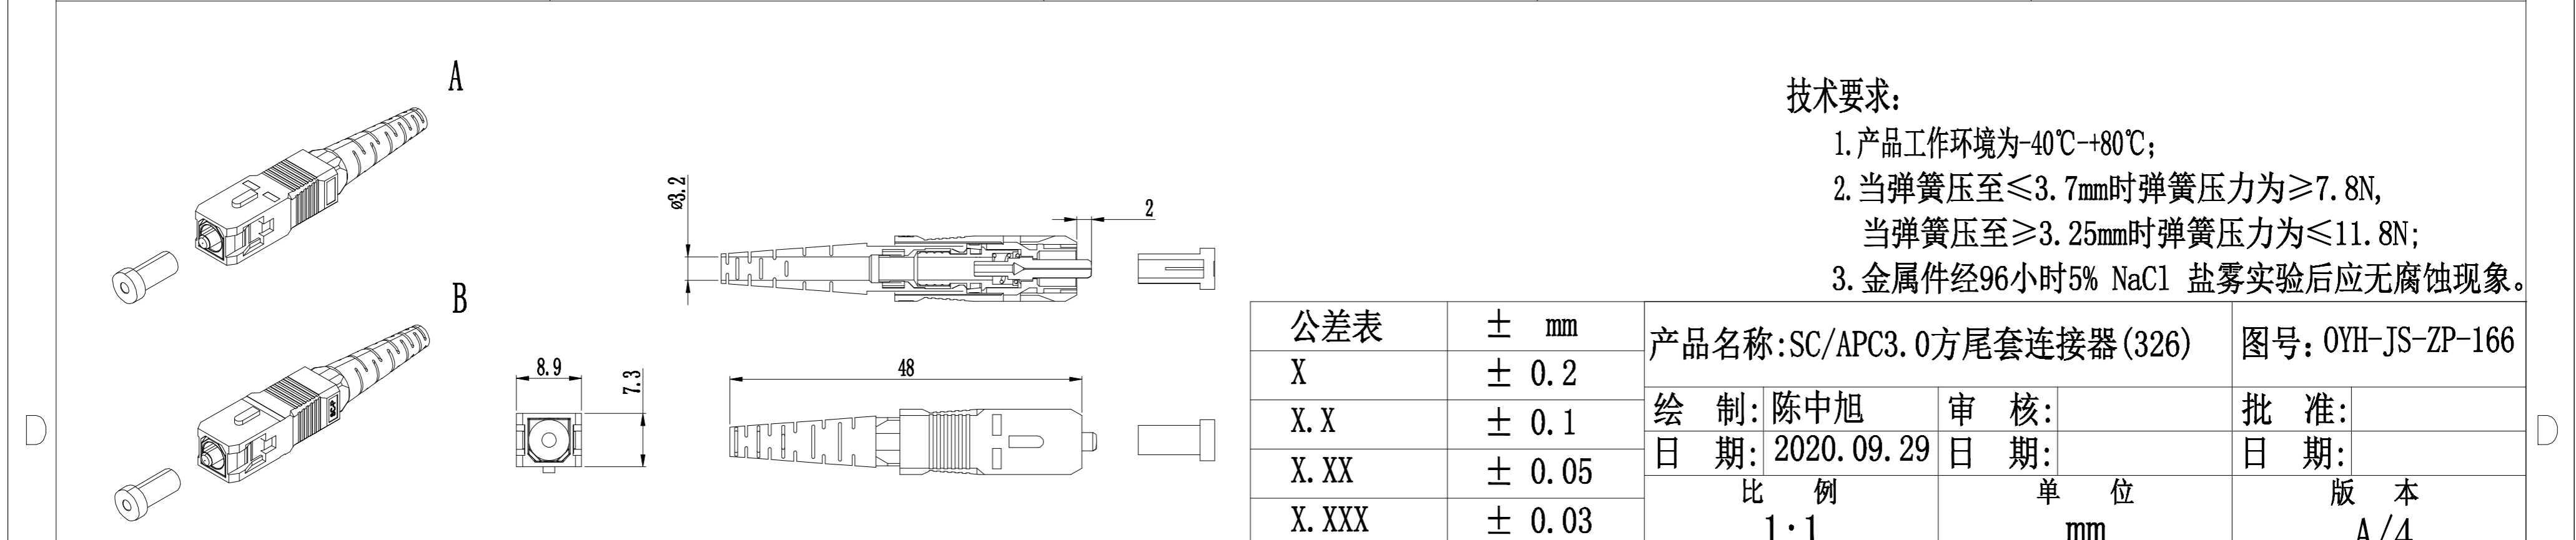 A
技术要求:
1.产品工作环境为-40℃-+80℃;
2.当弹簧压至≤3.7mm时弹簧压力为≥7.8N,
当弹簧压至≥3.25mm时弹簧压力为≤11.8N;
3.金属件经96小时5% NaCl 盐雾实验后应无腐蚀现象。
ø3.2
2
B
8.9
7.3
48
公差表 ± mm
X ± 0.2
X.X ± 0.1
X.XX ± 0.05
X.XXX ± 0.03
产品名称:SC/APC3.0方尾套连接器(326) 图号: OYH-JS-ZP-166
绘 制: 陈中旭 审 核: 批 准:
日 期: 2020.09.29 日 期: 日 期:
比 例 单 位 版 本
1:1 mm A/4